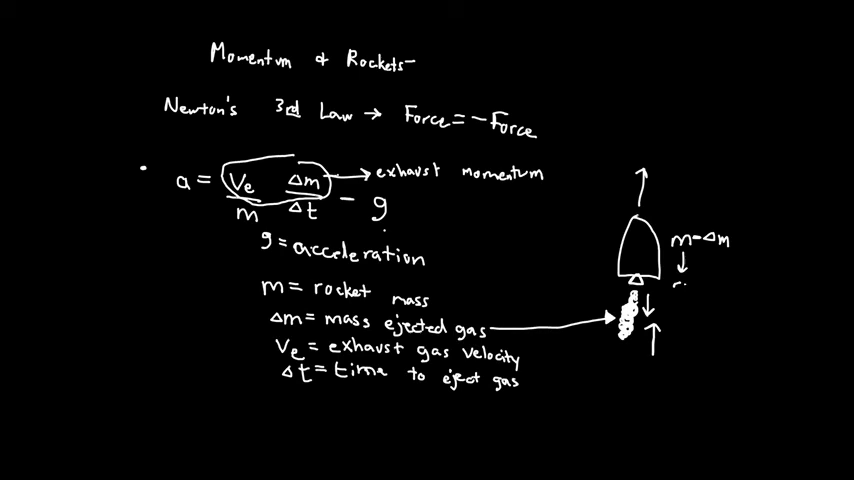 Momentum & Rockets-
Newton's 3rd Law → Force = - Force
a = Ve/m Δm/Δt - g → exhaust momentum
g = acceleration
m = rocket mass
Δm = mass ejected gas
Ve = exhaust gas velocity
Δt = time to eject gas
m-Δm